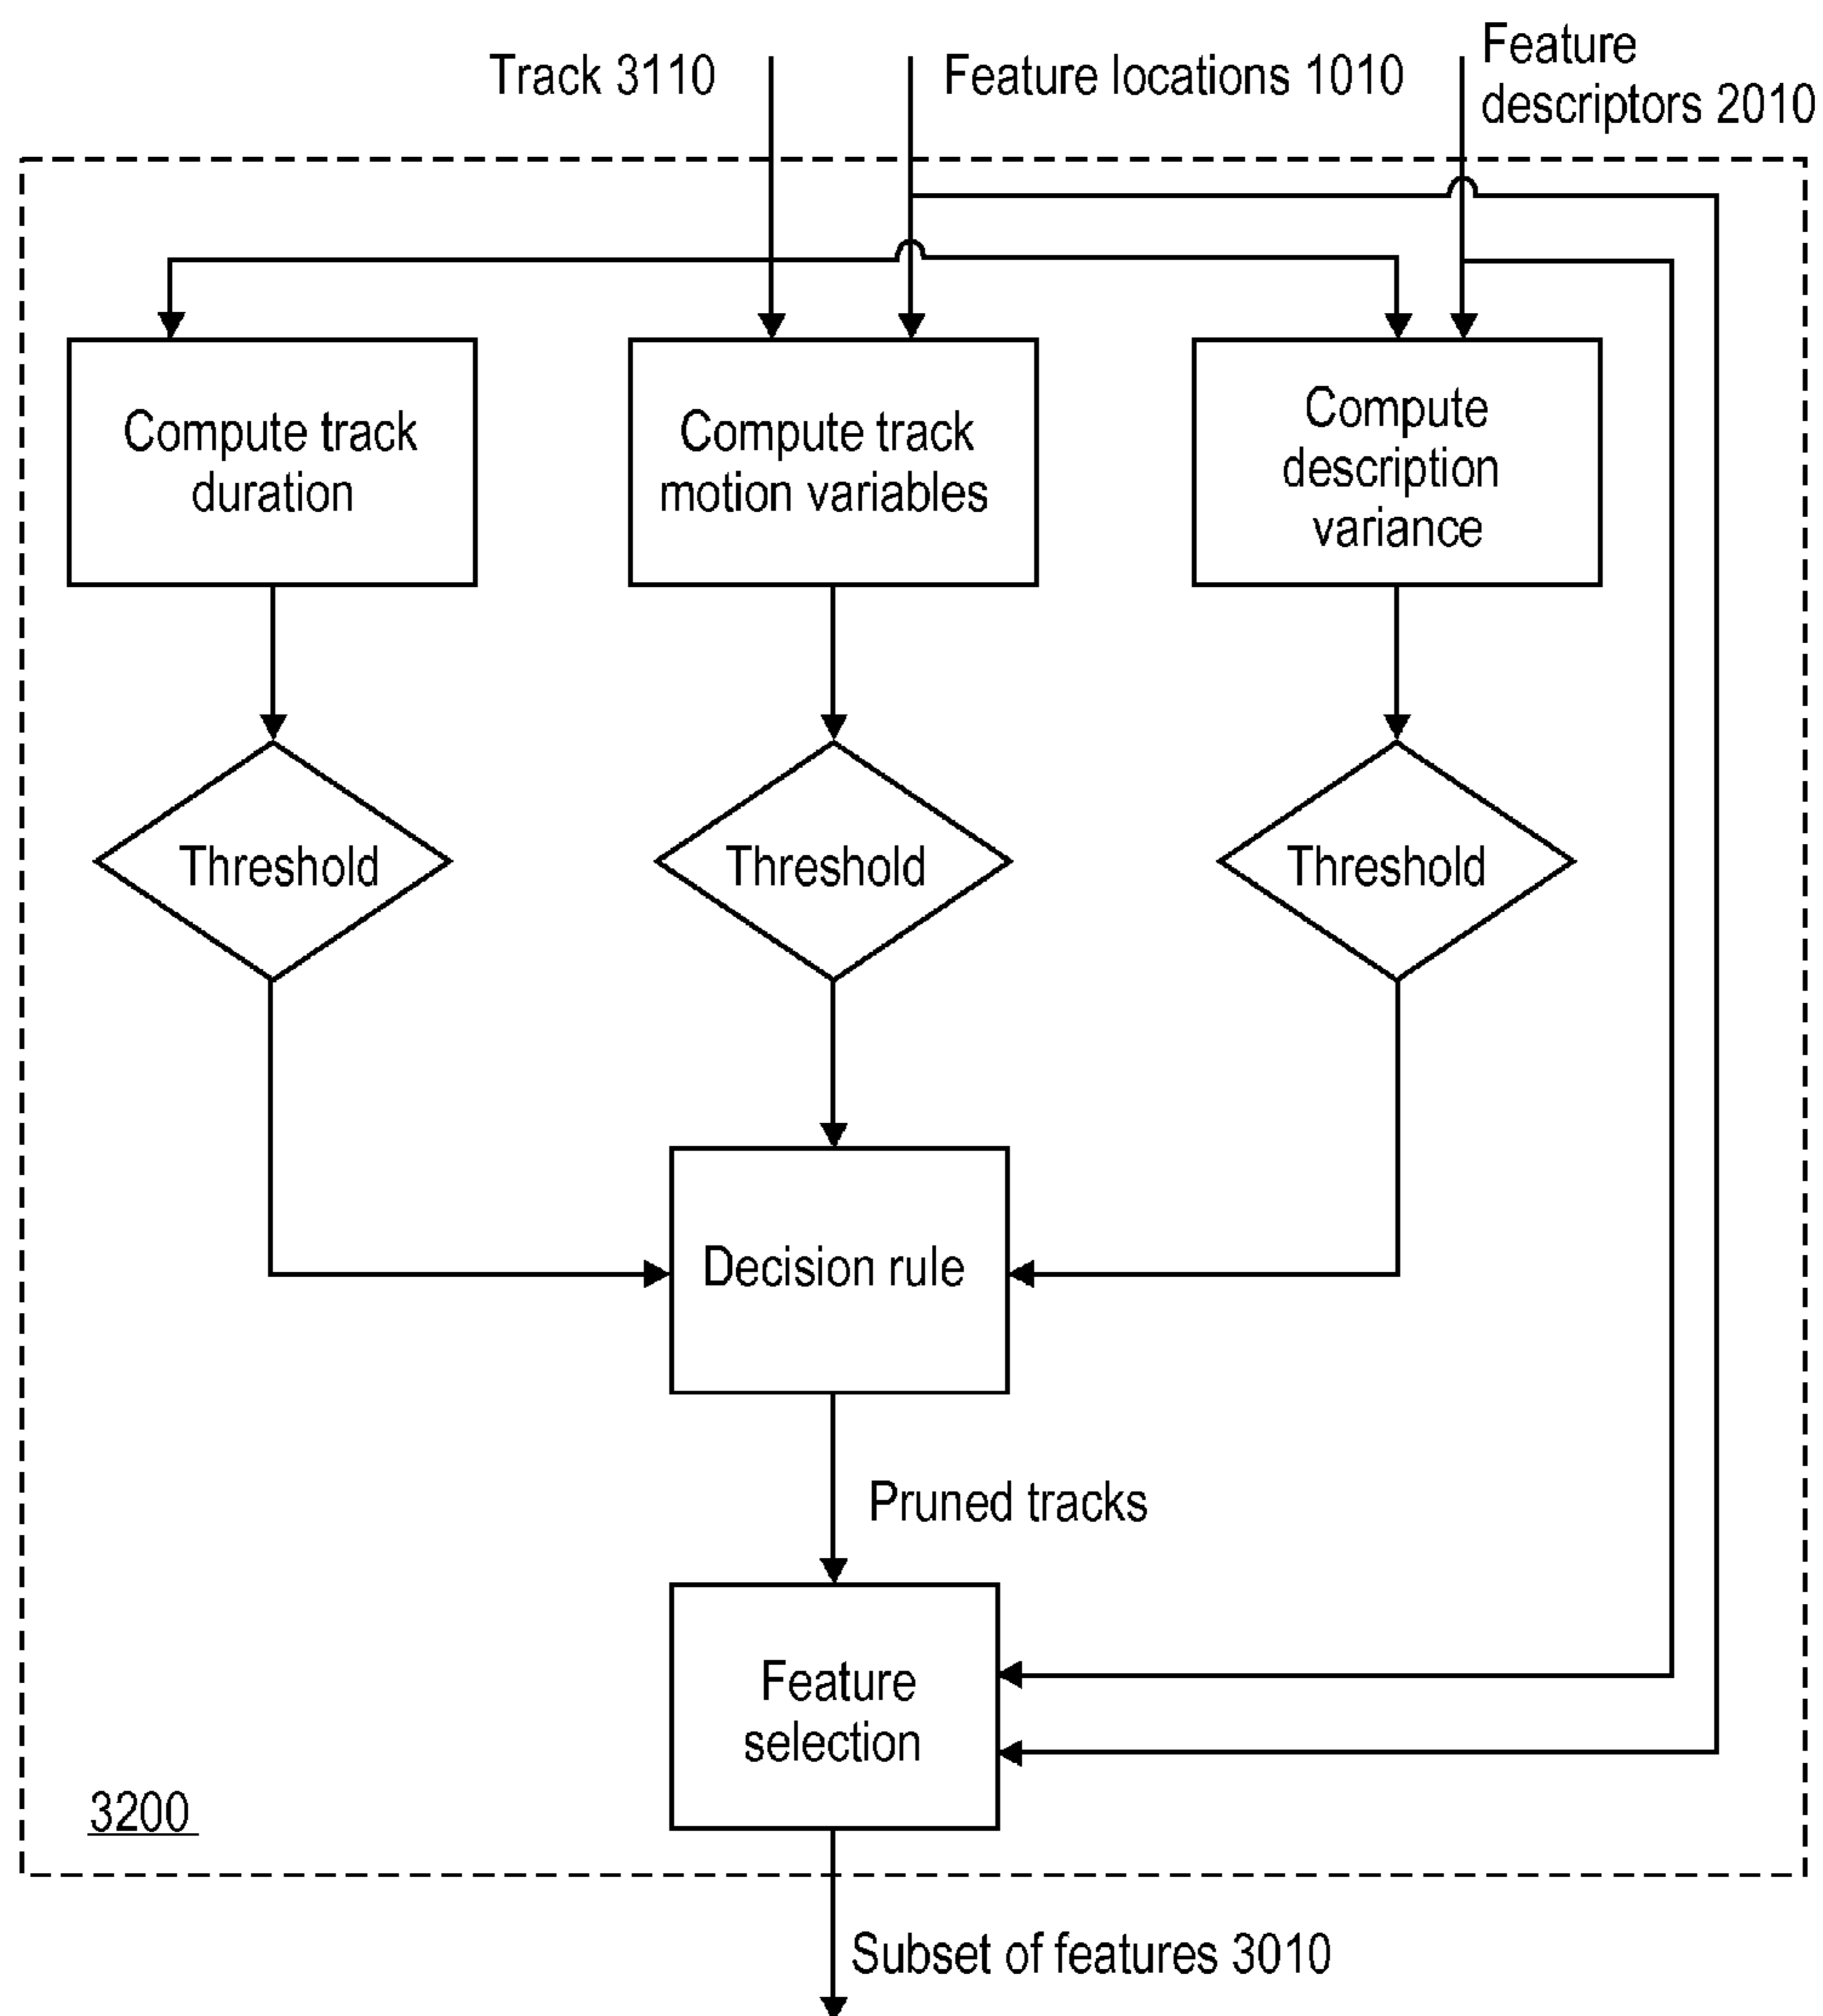 Track 3110
Feature locations 1010
Feature
descriptors 2010
Compute track
duration
Compute track
motion variables
Compute
description
variance
Threshold
Threshold
Threshold
Decision rule
Pruned tracks
Feature
selection
3200
Subset of features 3010